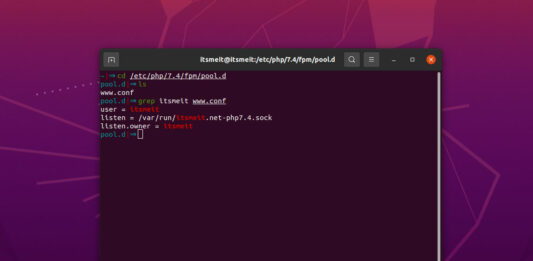 itsmeit@itsmeit:/etc/php/7.4/fpm/pool.d
~|⇒ cd /etc/php/7.4/fpm/pool.d
pool.d|⇒ ls
www.conf
pool.d|⇒ grep itsmeit www.conf
user = itsmeit
listen = /var/run/itsmeit.net-php7.4.sock
listen.owner = itsmeit
pool.d|⇒